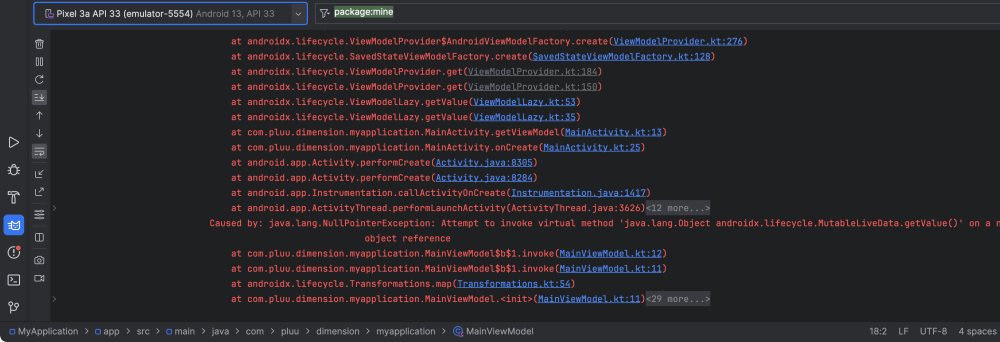 Pixel 3a API 33 (emulator-5554) Android 13, API 33 package:mine
at androidx.lifecycle.ViewModelProvider$AndroidViewModelFactory.create(ViewModelProvider.kt:276)
at androidx.lifecycle.SavedStateViewModelFactory.create(SavedStateViewModelFactory.kt:128)
at androidx.lifecycle.ViewModelProvider.get(ViewModelProvider.kt:184)
at androidx.lifecycle.ViewModelProvider.get(ViewModelProvider.kt:150)
at androidx.lifecycle.ViewModelLazy.getValue(ViewModelLazy.kt:53)
at androidx.lifecycle.ViewModelLazy.getValue(ViewModelLazy.kt:35)
at com.pluu.dimension.myapplication.MainActivity.getViewModel(MainActivity.kt:13)
at com.pluu.dimension.myapplication.MainActivity.onCreate(MainActivity.kt:25)
at android.app.Activity.performCreate(Activity.java:8305)
at android.app.Activity.performCreate(Activity.java:8284)
at android.app.Instrumentation.callActivityOnCreate(Instrumentation.java:1417)
at android.app.ActivityThread.performLaunchActivity(ActivityThread.java:3626)<12 more...>
Caused by: java.lang.NullPointerException: Attempt to invoke virtual method 'java.lang.Object androidx.lifecycle.MutableLiveData.getValue()' on a n
object reference
at com.pluu.dimension.myapplication.MainViewModel$b$1.invoke(MainViewModel.kt:12)
at com.pluu.dimension.myapplication.MainViewModel$b$1.invoke(MainViewModel.kt:11)
at androidx.lifecycle.Transformations.map(Transformations.kt:54)
at com.pluu.dimension.myapplication.MainViewModel.<init>(MainViewModel.kt:11)<29 more...>
MyApplication > app > src > main > java > com > pluu > dimension > myapplication > MainViewModel 18:2 LF UTF-8 4 spaces